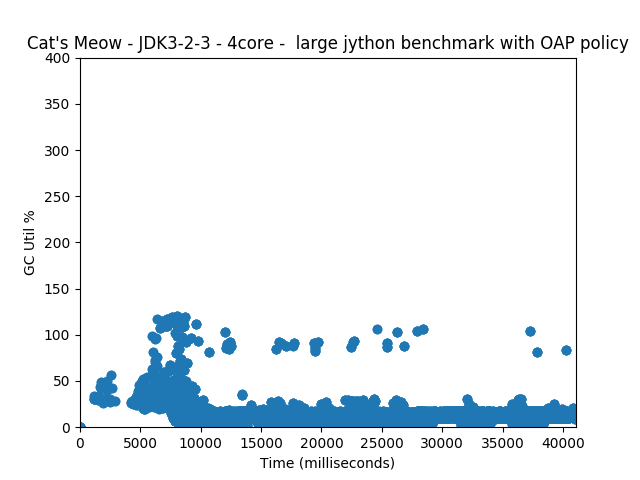 Cat's Meow - JDK3-2-3 - 4core -  large jython benchmark with OAP policy
400
350
300
250
200
150
100
50
0
GC Util %
0 5000 10000 15000 20000 25000 30000 35000 40000
Time (milliseconds)